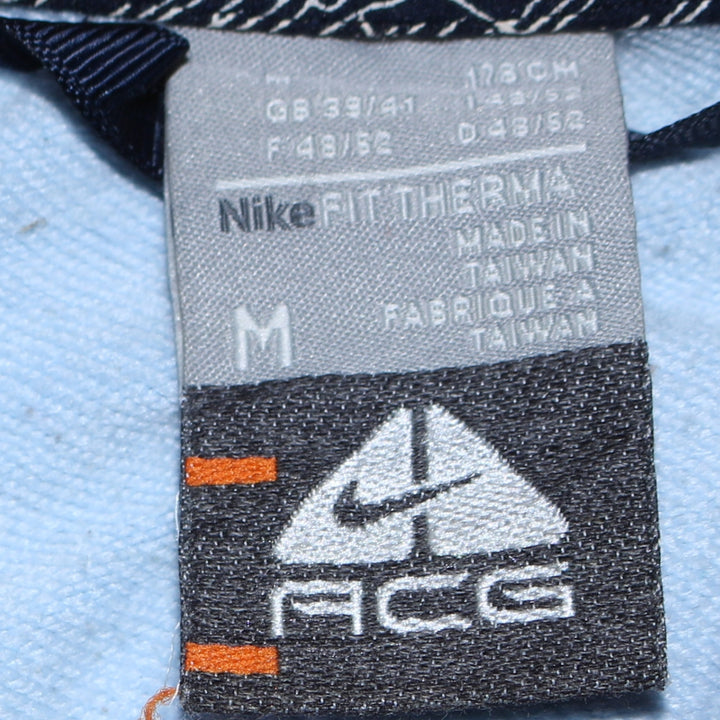 178 CM
GB 39/41 I 48/52
F 48/52 D 48/52
Nike FIT THERMA
MADE IN
TAIWAN
FABRIQUE A
TAIWAN
M
ACG